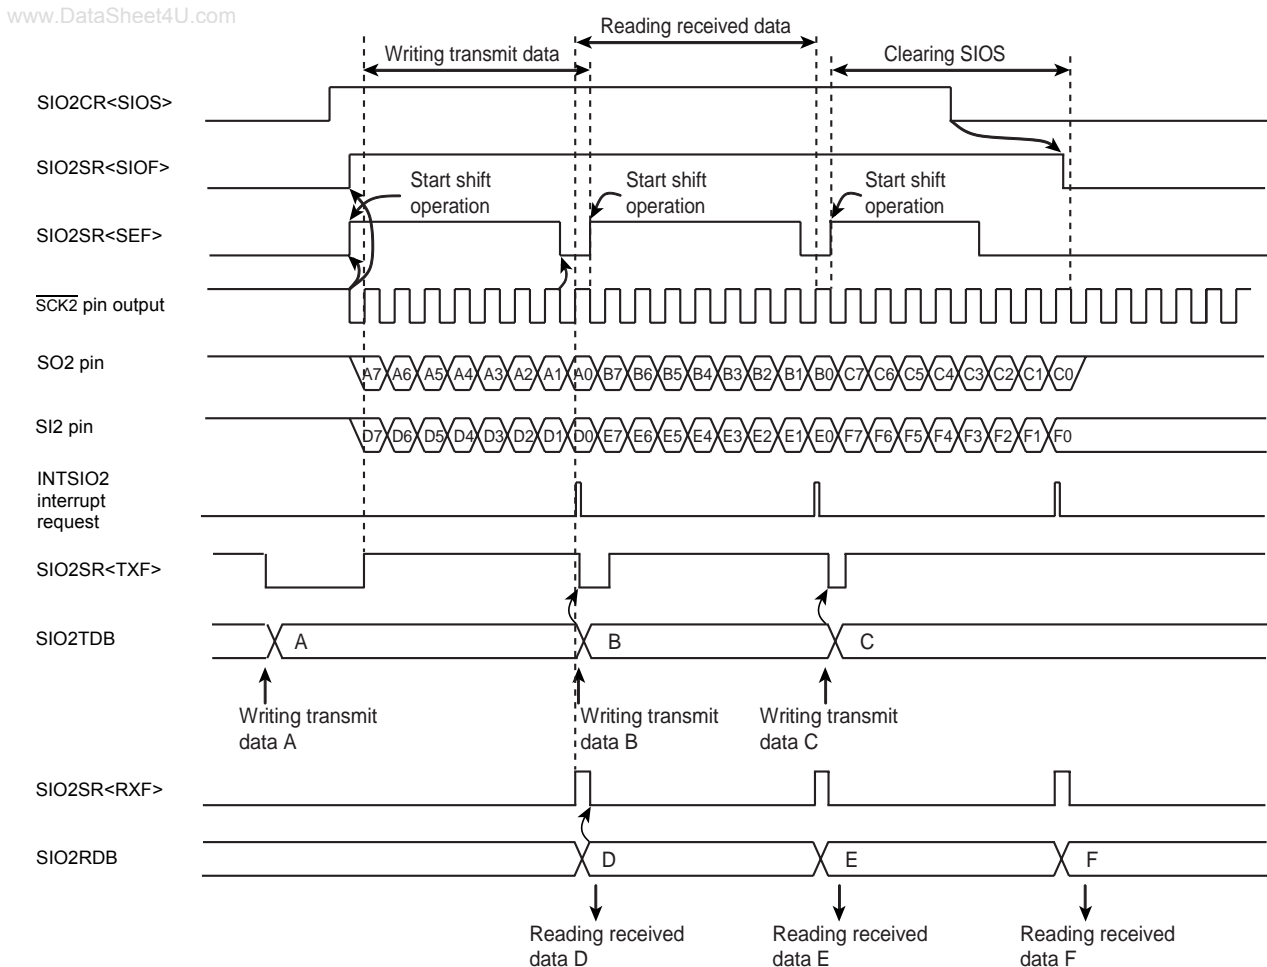 www.DataSheet4U.com
Reading received data
Writing transmit data
Clearing SIOS
SIO2CR<SIOS>
SIO2SR<SIOF>
Start shift
operation
Start shift
operation
Start shift
operation
SIO2SR<SEF>
SCK2 pin output
SO2 pin
A7 A6 A5 A4 A3 A2 A1 A0 B7 B6 B5 B4 B3 B2 B1 B0 C7 C6 C5 C4 C3 C2 C1 C0
SI2 pin
D7 D6 D5 D4 D3 D2 D1 D0 E7 E6 E5 E4 E3 E2 E1 E0 F7 F6 F5 F4 F3 F2 F1 F0
INTSIO2
interrupt
request
SIO2SR<TXF>
SIO2TDB
A B C
Writing transmit
data A
Writing transmit
data B
Writing transmit
data C
SIO2SR<RXF>
SIO2RDB
D E F
Reading received
data D
Reading received
data E
Reading received
data F